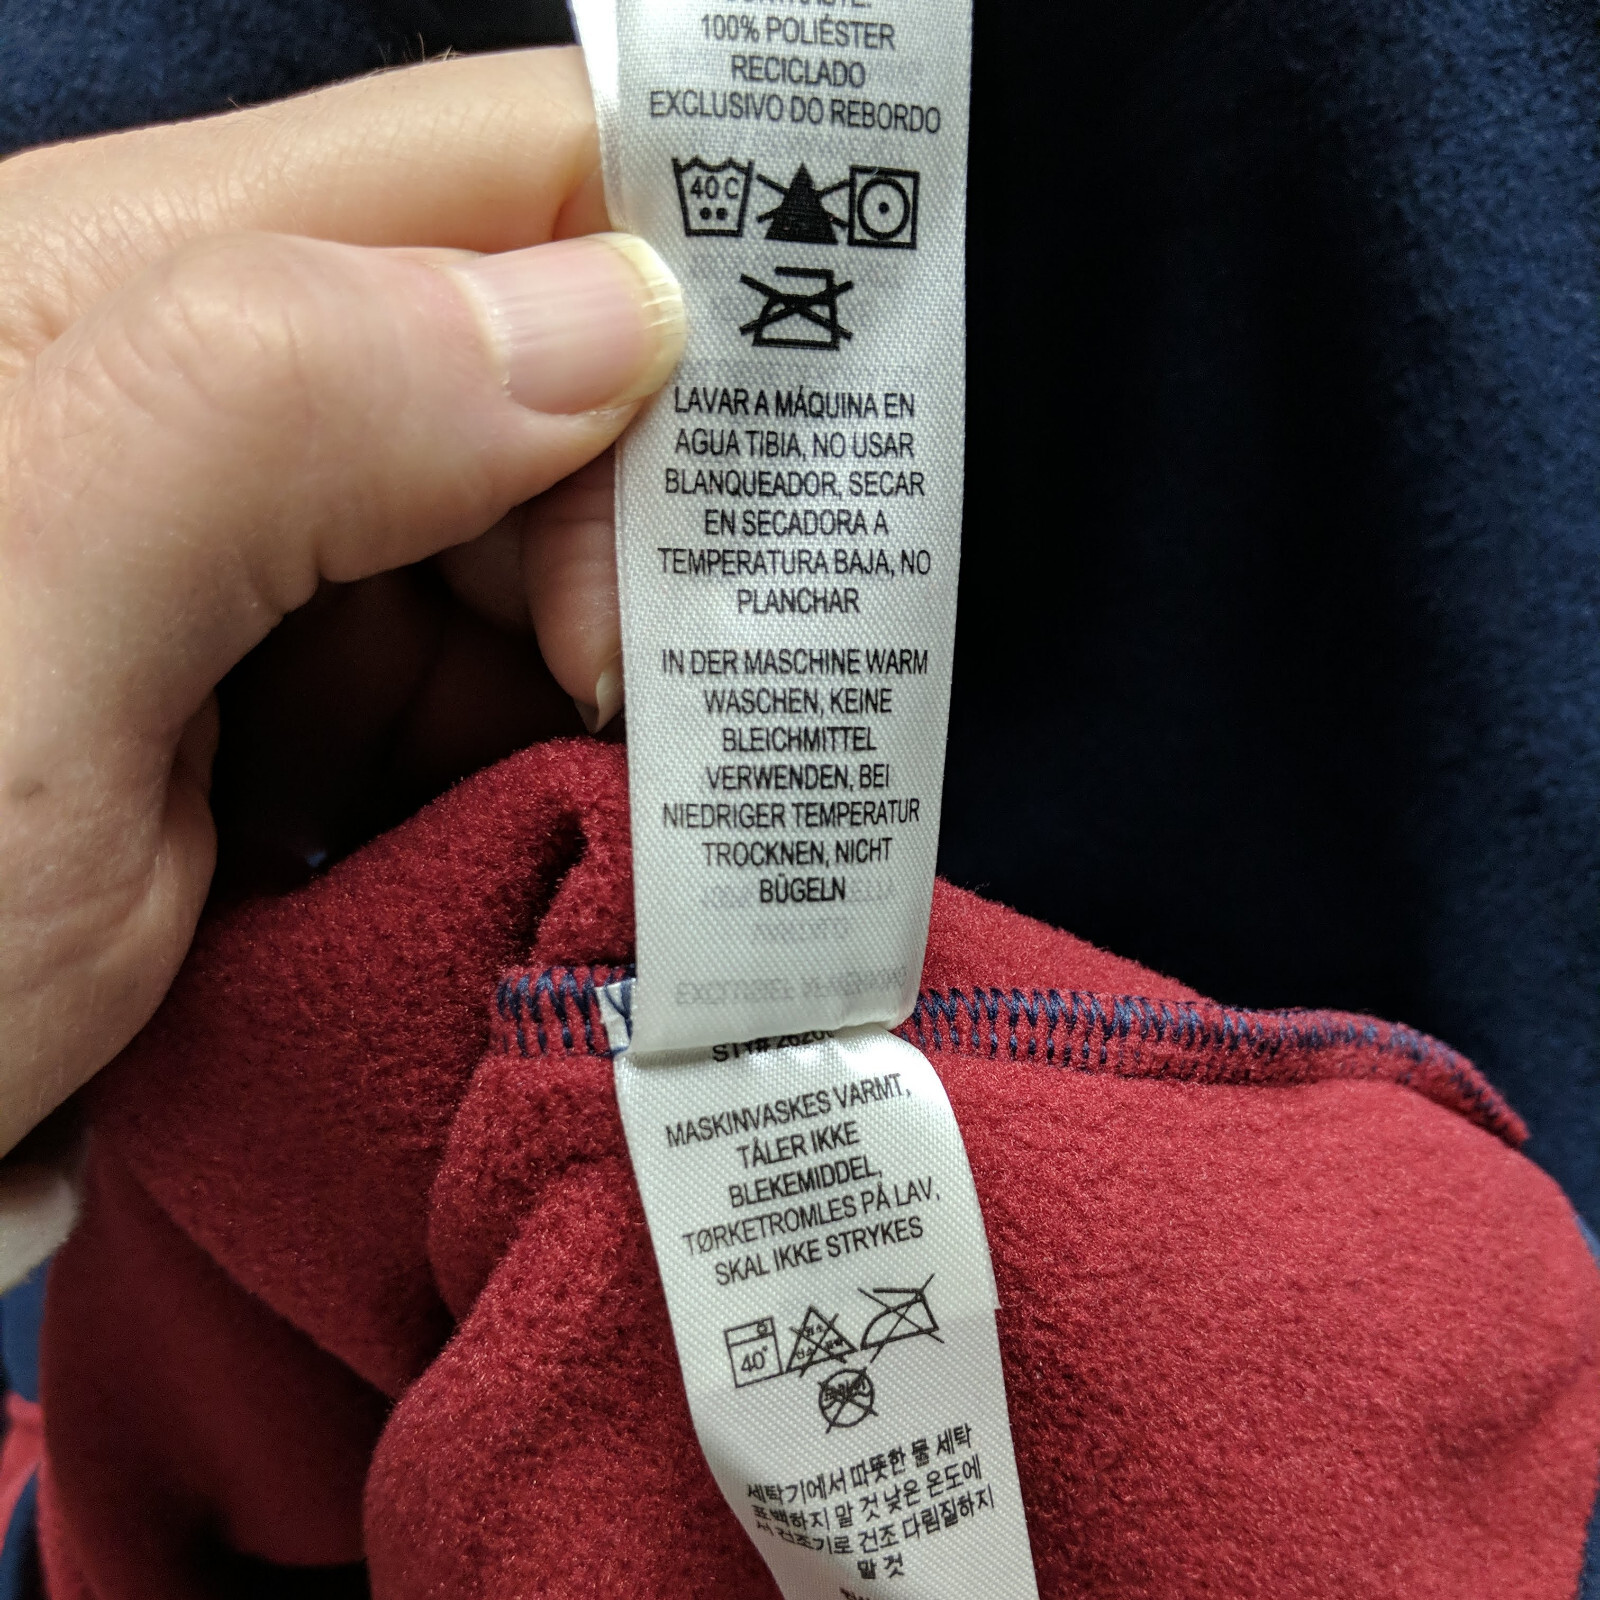 100% POLIÉSTER
RECICLADO
EXCLUSIVO DO REBORDO
40 C
LAVAR A MÁQUINA EN
AGUA TIBIA, NO USAR
BLANQUEADOR, SECAR
EN SECADORA A
TEMPERATURA BAJA, NO
PLANCHAR
IN DER MASCHINE WARM
WASCHEN, KEINE
BLEICHMITTEL
VERWENDEN, BEI
NIEDRIGER TEMPERATUR
TROCKNEN, NICHT
BÜGELN
MASKINVASKES VARMT,
TÅLER IKKE
BLEKEMIDDEL,
TØRKETROMLES PÅ LAV,
SKAL IKKE STRYKES
40°
세탁기에서 따뜻한 물 세탁
표백하지 말 것 낮은 온도에
서 건조기로 건조 다림질하지
말 것